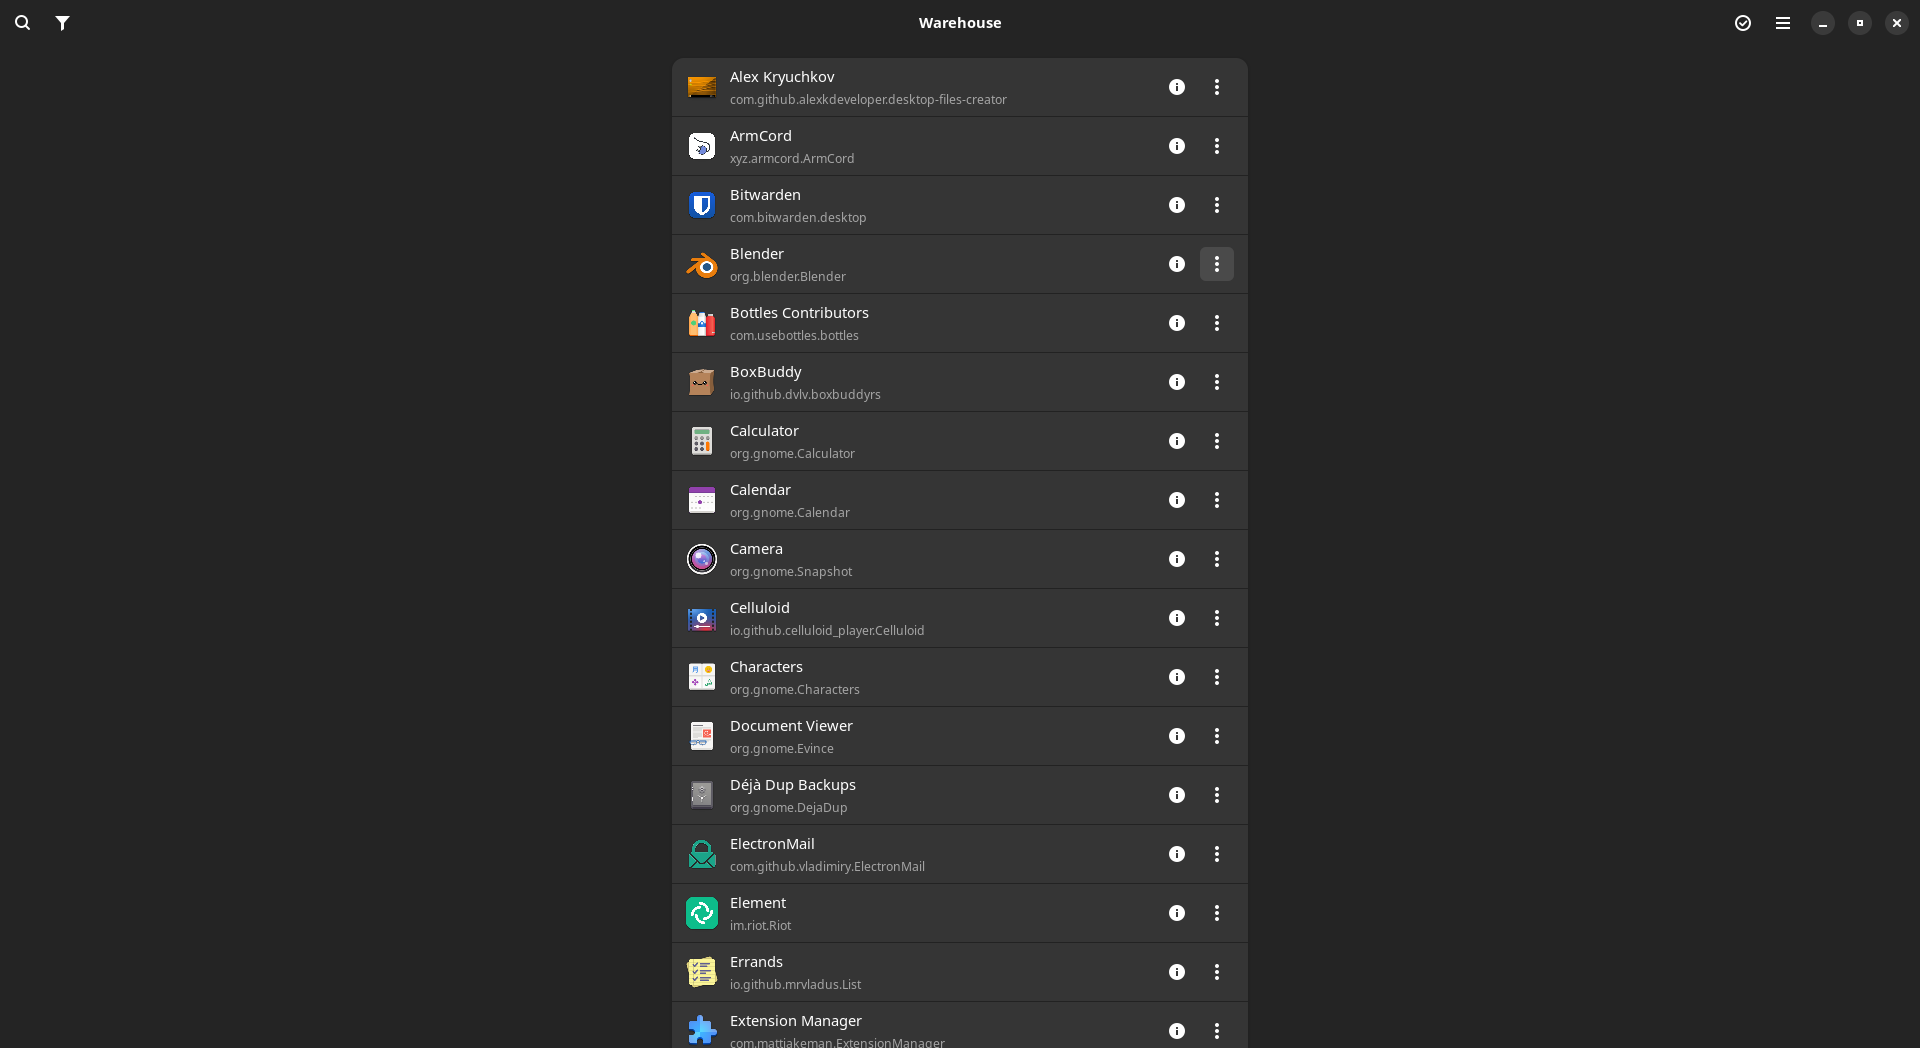 Warehouse
Alex Kryuchkov
com.github.alexkdeveloper.desktop-files-creator
ArmCord
xyz.armcord.ArmCord
Bitwarden
com.bitwarden.desktop
Blender
org.blender.Blender
Bottles Contributors
com.usebottles.bottles
BoxBuddy
io.github.dvlv.boxbuddyrs
Calculator
org.gnome.Calculator
Calendar
org.gnome.Calendar
Camera
org.gnome.Snapshot
Celluloid
io.github.celluloid_player.Celluloid
Characters
org.gnome.Characters
Document Viewer
org.gnome.Evince
Déjà Dup Backups
org.gnome.DejaDup
ElectronMail
com.github.vladimiry.ElectronMail
Element
im.riot.Riot
Errands
io.github.mrvladus.List
Extension Manager
com.mattjakeman.ExtensionManager